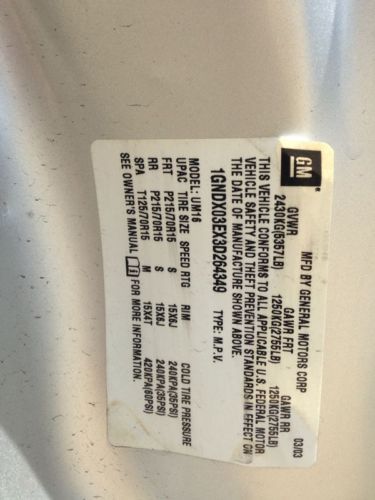 GM
MFD BY GENERAL MOTORS CORP 03/03
GVWR GAWR FRT GAWR RR
2430KG(5357LB) 1250KG(2755LB) 1250KG(2755LB)
THIS VEHICLE CONFORMS TO ALL APPLICABLE U.S. FEDERAL MOTOR
VEHICLE SAFETY AND THEFT PREVENTION STANDARDS IN EFFECT ON
THE DATE OF MANUFACTURE SHOWN ABOVE.
1GNDX03EX3D264349 TYPE: M.P.V.
MODEL: UM16
UPAC TIRE SIZE SPEED RTG RIM COLD TIRE PRESSURE
FRT P215/70R15 S 15X6J 240KPA(35PSI)
RR P215/70R15 S 15X6J 240KPA(35PSI)
SPA T125/70R15 M 15X4T 420KPA(60PSI)
SEE OWNER'S MANUAL FOR MORE INFORMATION.